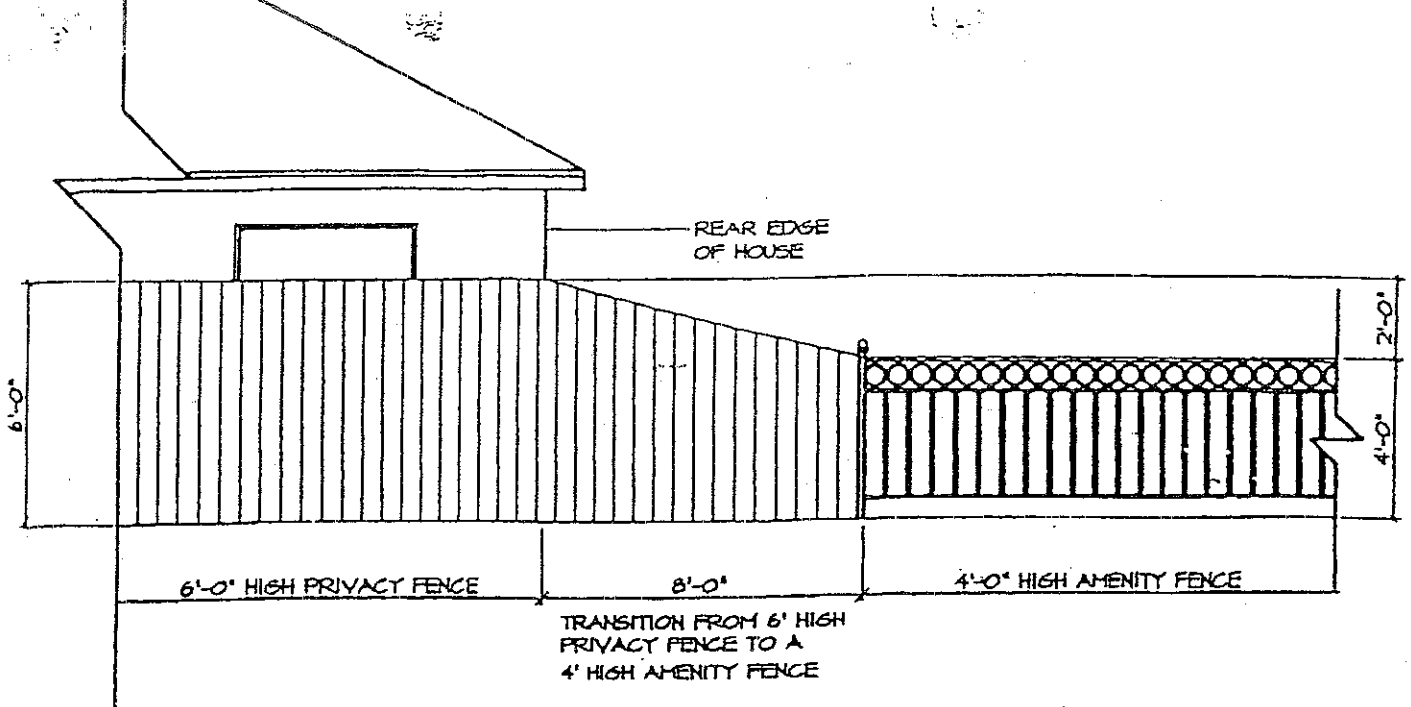 REAR EDGE
OF HOUSE
6'-0"
2'-0"
4'-0"
6'-0" HIGH PRIVACY FENCE
8'-0"
4'-0" HIGH AMENITY FENCE
TRANSITION FROM 6' HIGH
PRIVACY FENCE TO A
4' HIGH AMENITY FENCE